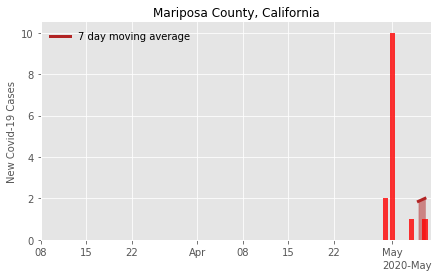 Mariposa County, California
7 day moving average
New Covid-19 Cases
10
8
6
4
2
0
08 15 22 Apr 08 15 22 May
2020-May